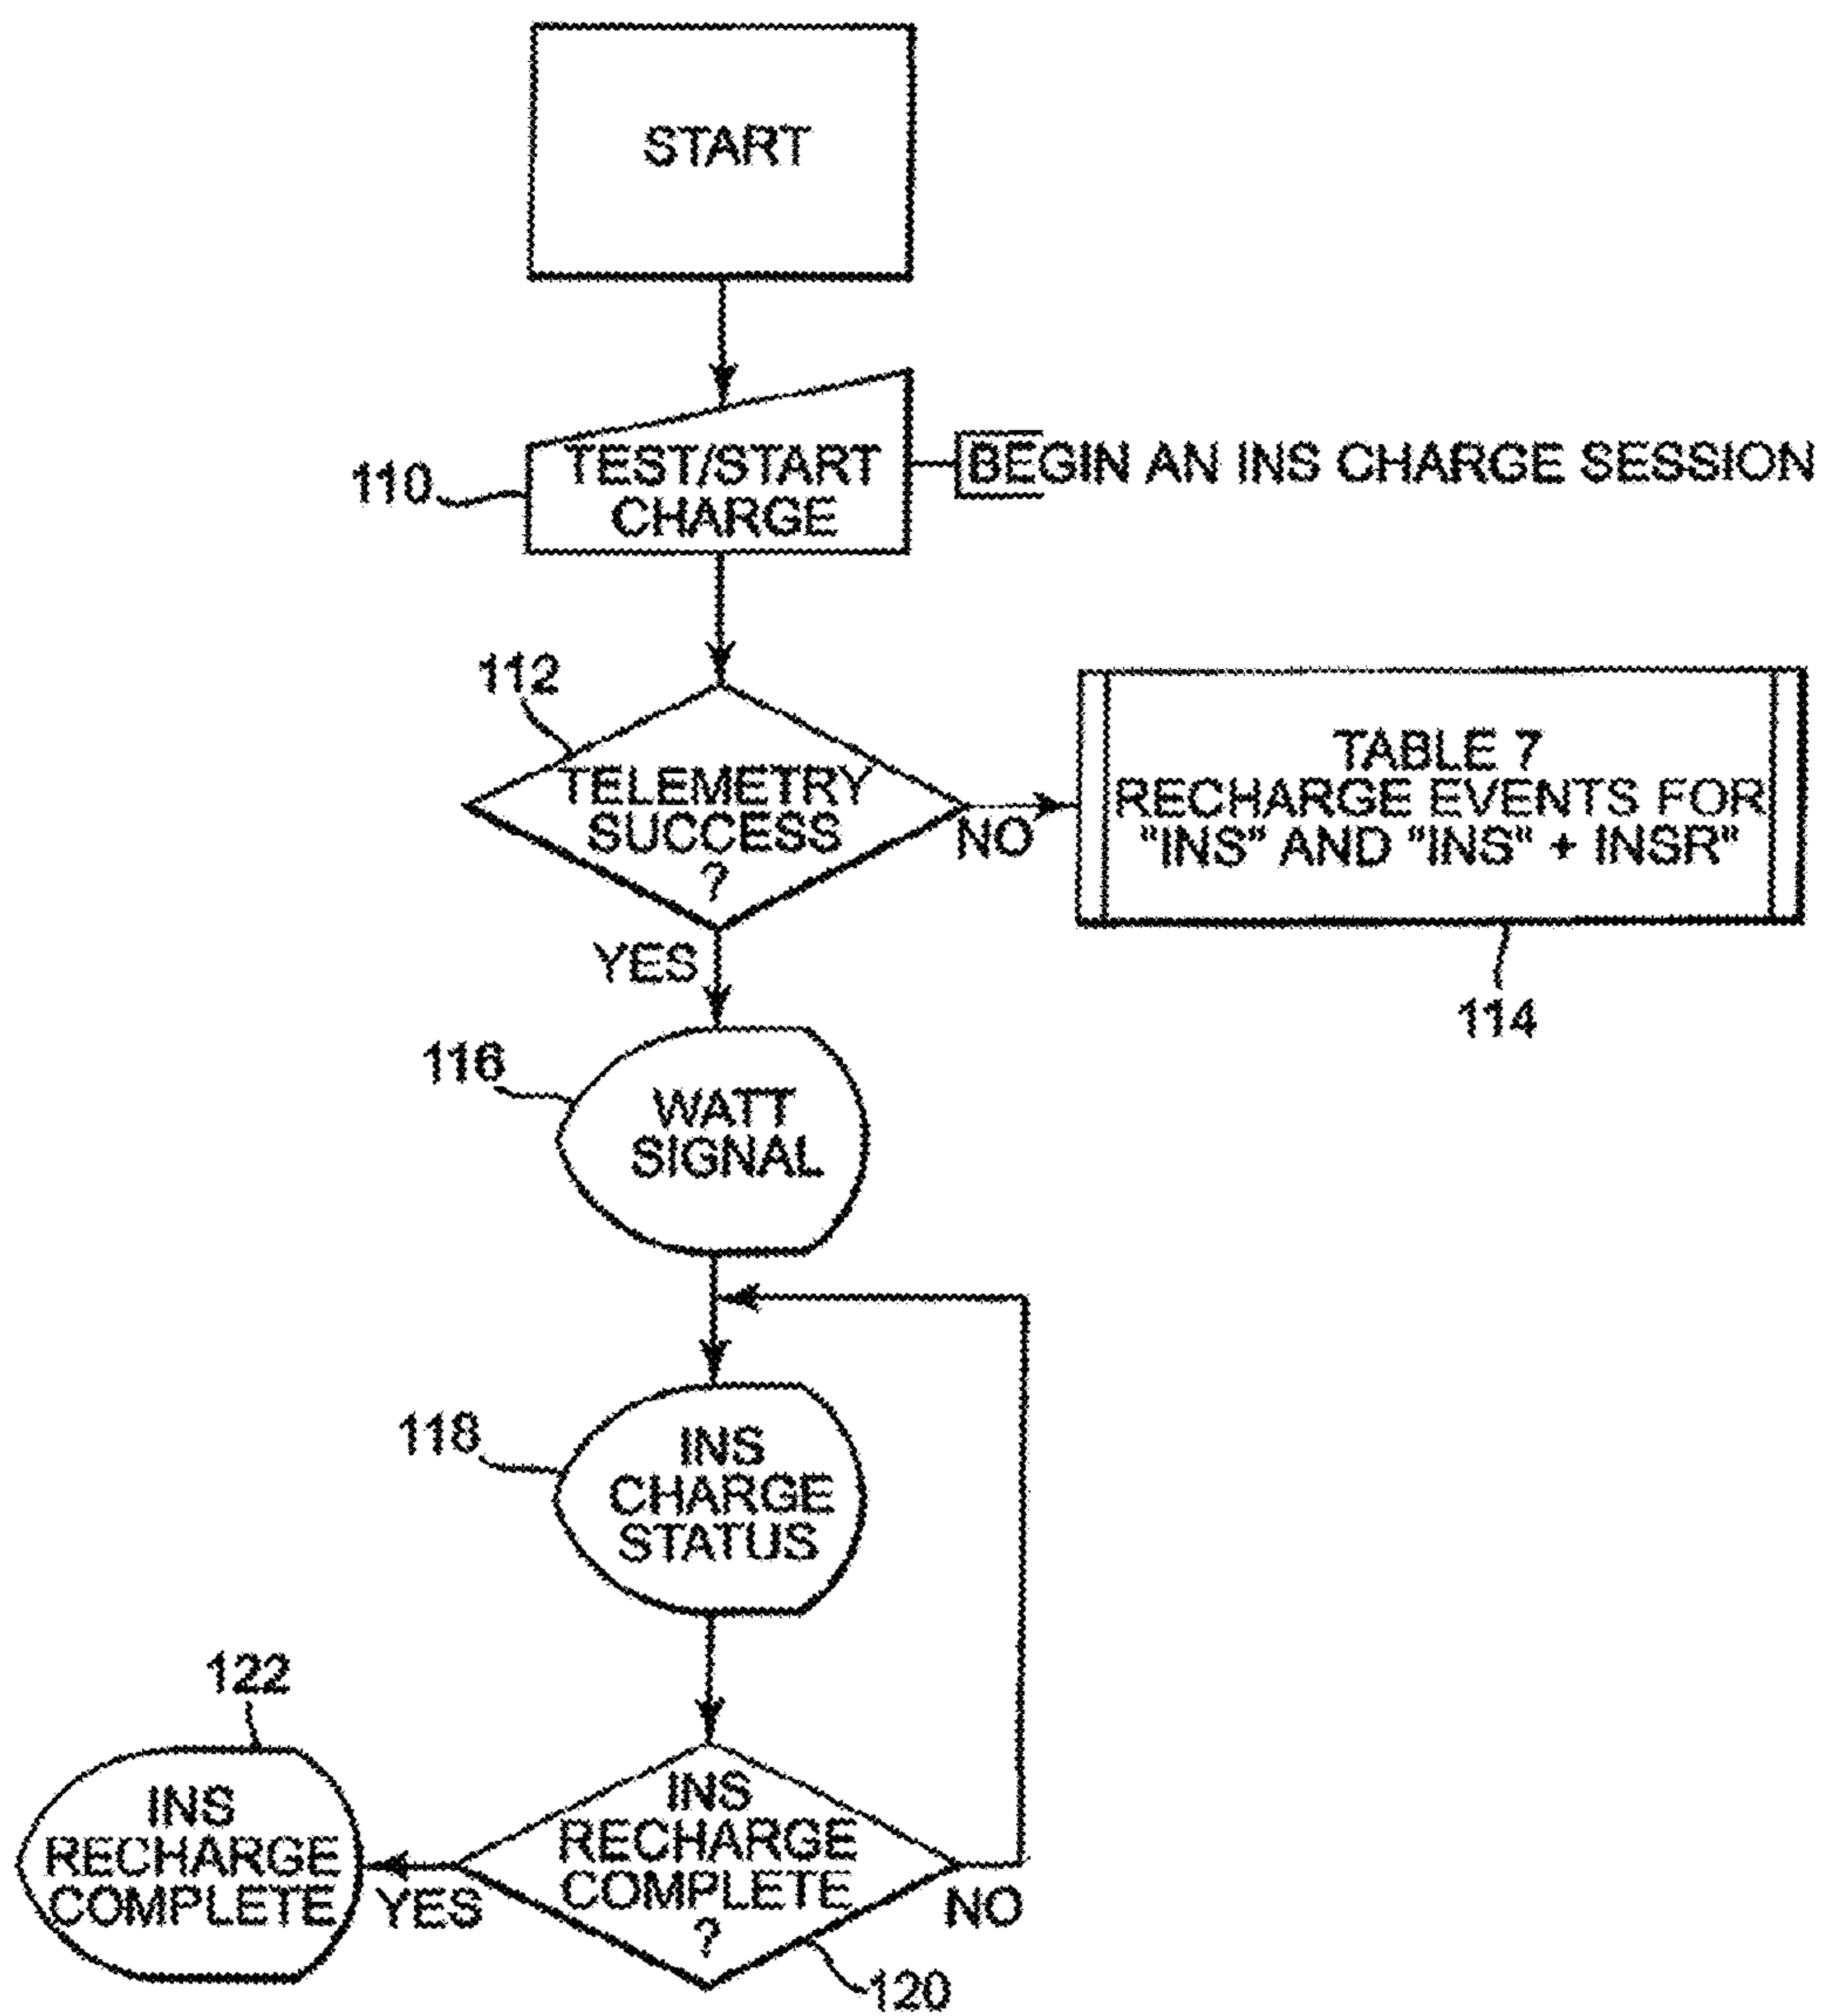 START
110
TEST/START
CHARGE
BEGIN AN INS CHARGE SESSION
112
TELEMETRY
SUCCESS
?
NO
TABLE 7
RECHARGE EVENTS FOR
"INS" AND "INS" + INSR"
114
YES
116
WATT
SIGNAL
118
INS
CHARGE
STATUS
122
INS
RECHARGE
COMPLETE
YES
INS
RECHARGE
COMPLETE
?
NO
120